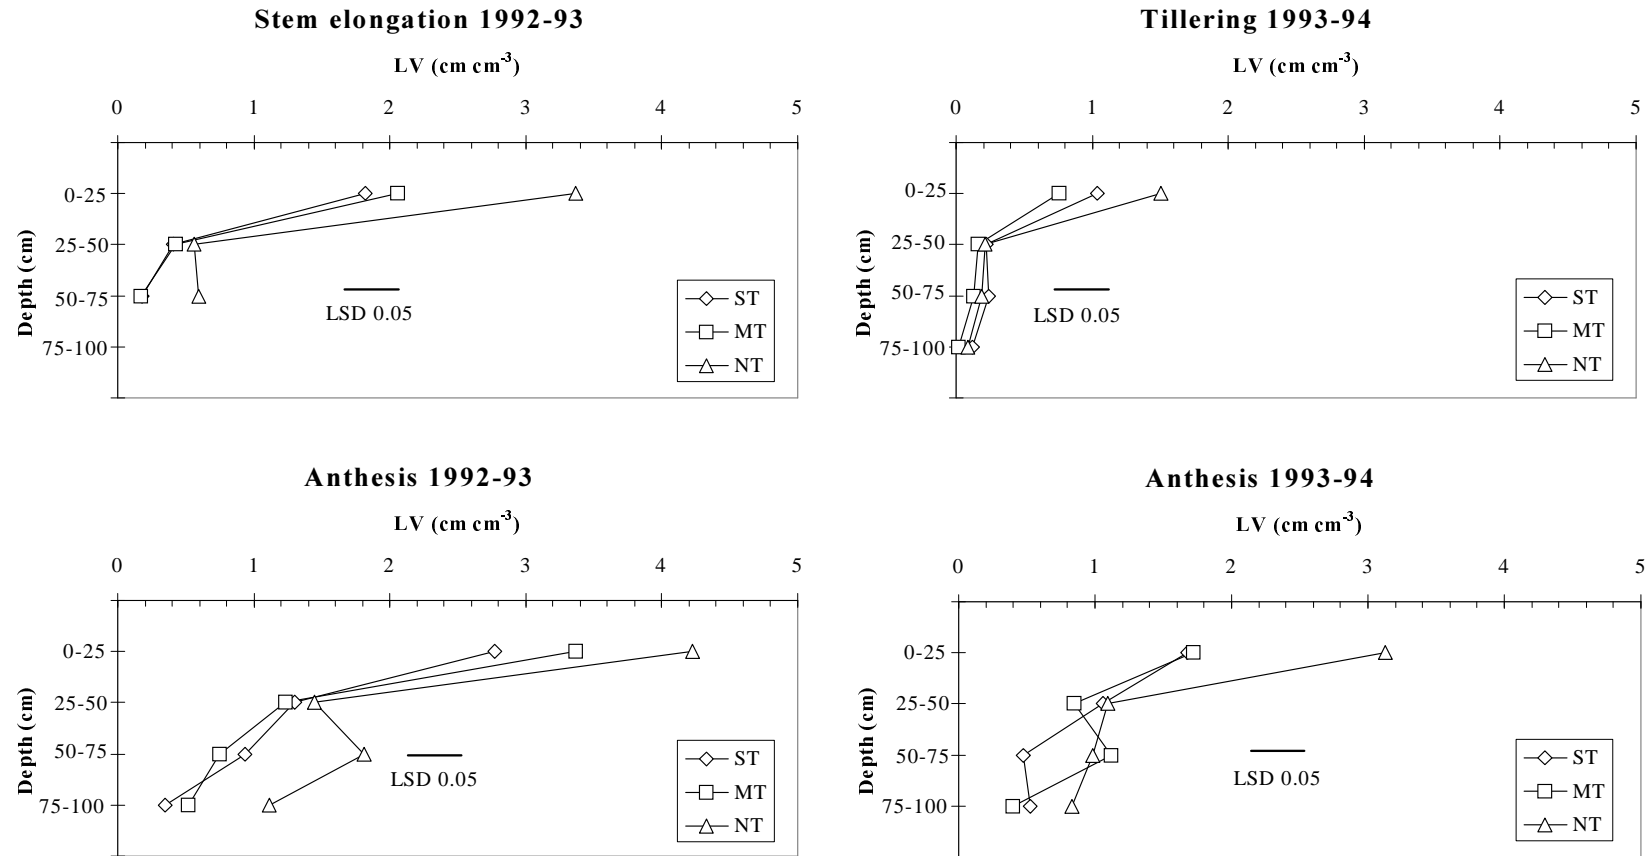 Stem elongation 1992-93
LV (cm cm-3)
0 1 2 3 4 5
Depth (cm)
0-25
25-50
50-75
75-100
LSD 0.05
ST
MT
NT
Tillering 1993-94
LV (cm cm-3)
0 1 2 3 4 5
Depth (cm)
0-25
25-50
50-75
75-100
LSD 0.05
ST
MT
NT
Anthesis 1992-93
LV (cm cm-3)
0 1 2 3 4 5
Depth (cm)
0-25
25-50
50-75
75-100
LSD 0.05
ST
MT
NT
Anthesis 1993-94
LV (cm cm-3)
0 1 2 3 4 5
Depth (cm)
0-25
25-50
50-75
75-100
LSD 0.05
ST
MT
NT